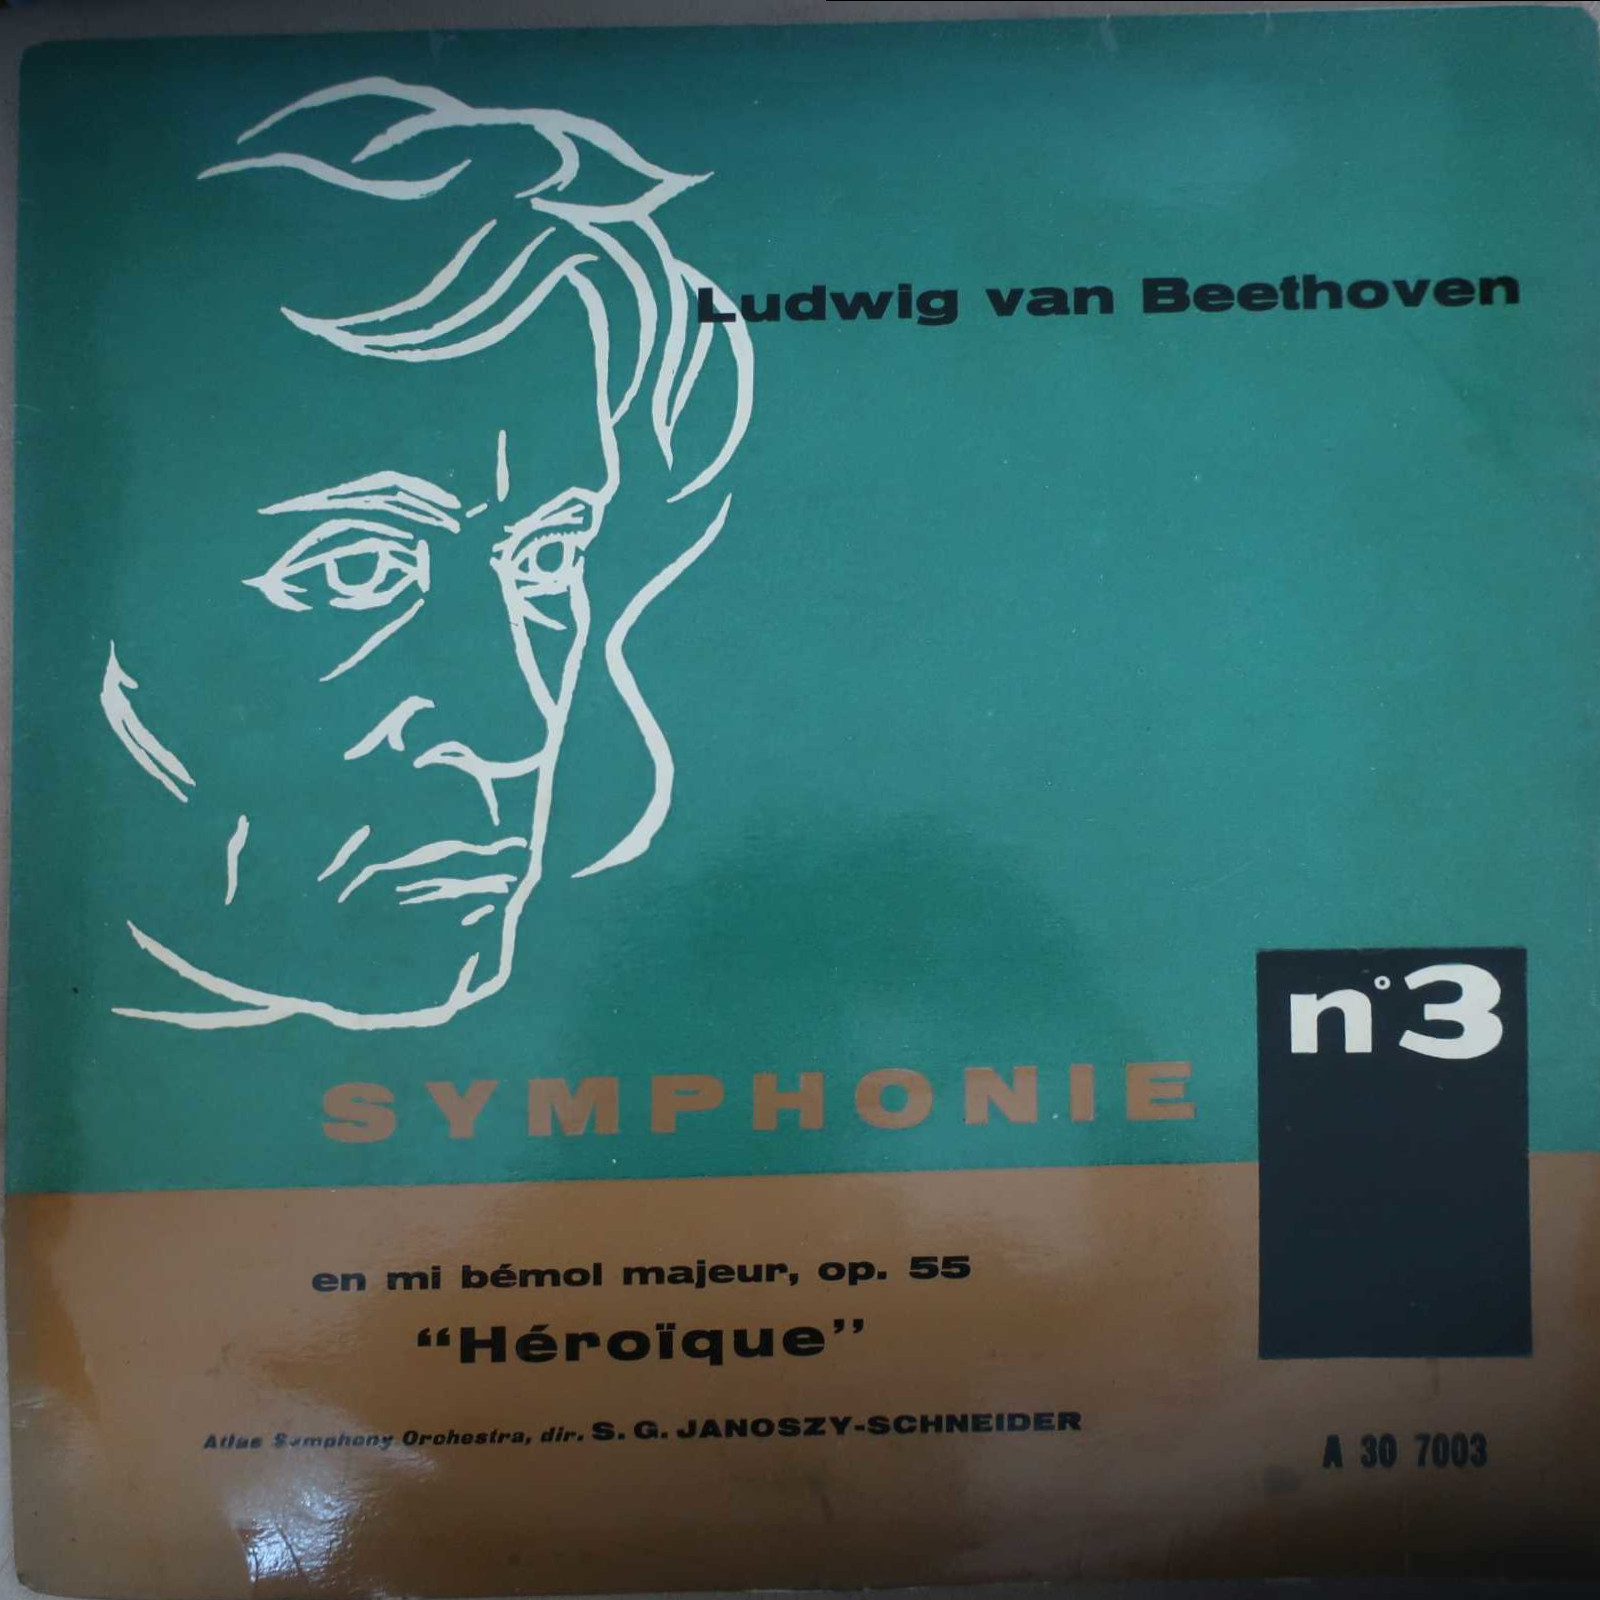 Ludwig van Beethoven
n°3
SYMPHONIE
en mi bémol majeur, op. 55
“Héroïque”
Atlas Symphony Orchestra, dir. S. G. JANOSZY-SCHNEIDER
A 30 7003